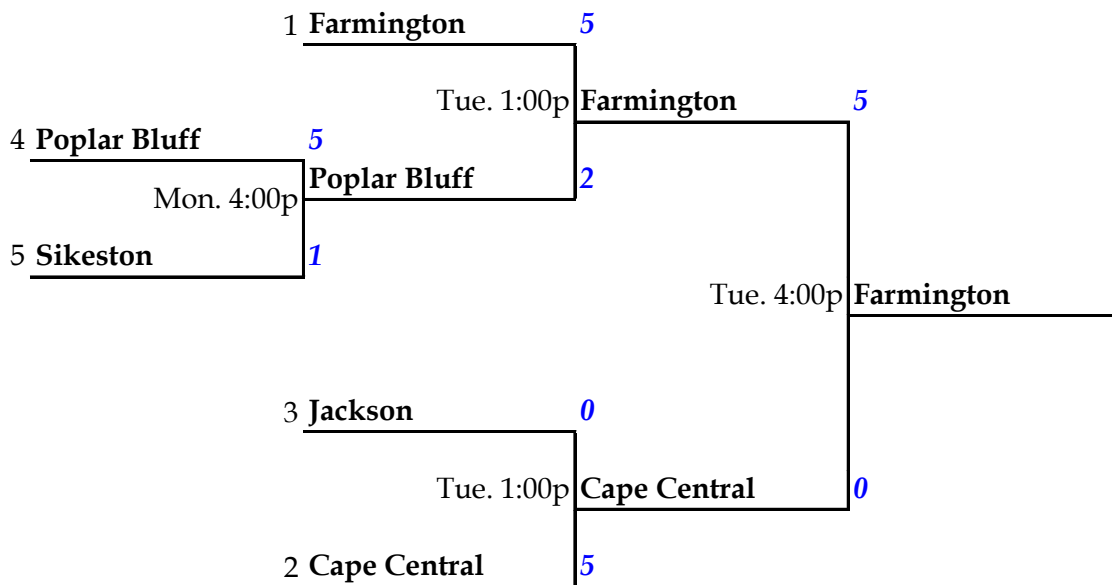 1 Farmington 5
Tue. 1:00p Farmington 5
4 Poplar Bluff 5
Poplar Bluff 2
Mon. 4:00p
5 Sikeston 1
Tue. 4:00p Farmington
3 Jackson 0
Tue. 1:00p Cape Central 0
2 Cape Central 5